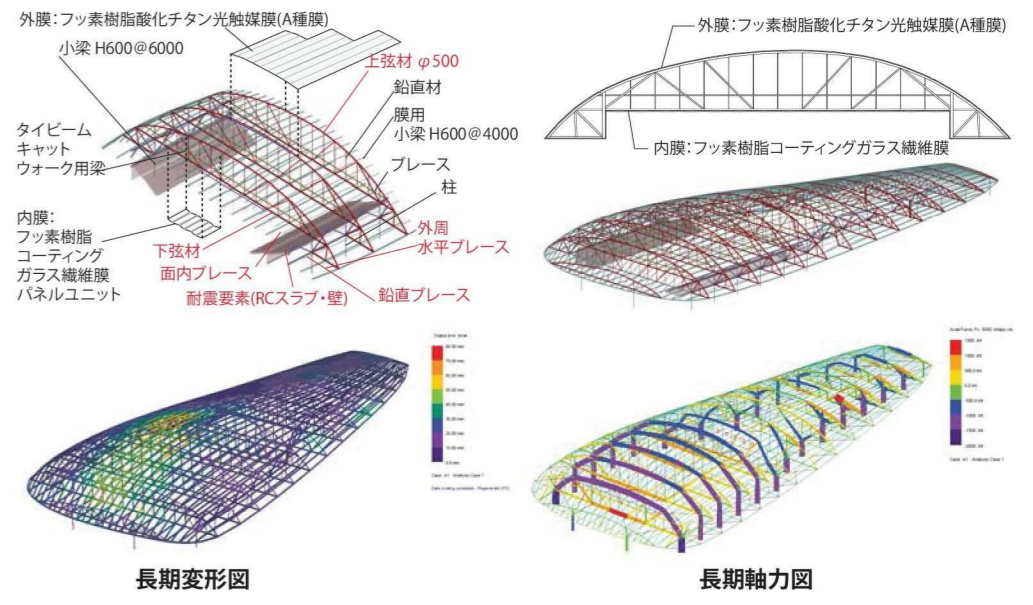 外膜：フッ素樹脂酸化チタン光触媒膜(A種膜)
小梁 H600@6000
上弦材 φ500
鉛直材
膜用
小梁 H600@4000
タイビーム
キャット
ウォーク用梁
ブレース
柱
内膜：
フッ素樹脂
コーティング
ガラス繊維膜
パネルユニット
下弦材
面内ブレース
耐震要素(RCスラブ・壁)
外周
水平ブレース
鉛直ブレース
外膜：フッ素樹脂酸化チタン光触媒膜(A種膜)
内膜：フッ素樹脂コーティングガラス繊維膜
長期変形図
長期軸力図